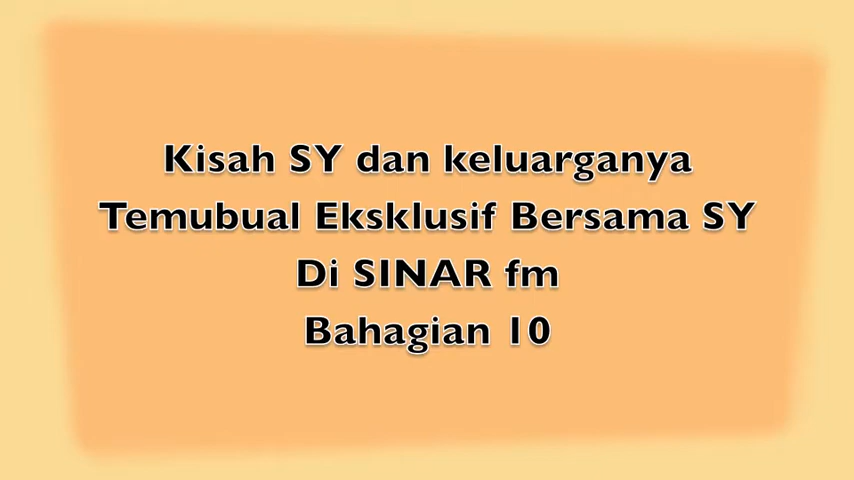 Kisah SY dan keluarganya
Temubual Eksklusif Bersama SY
Di SINAR fm
Bahagian 10